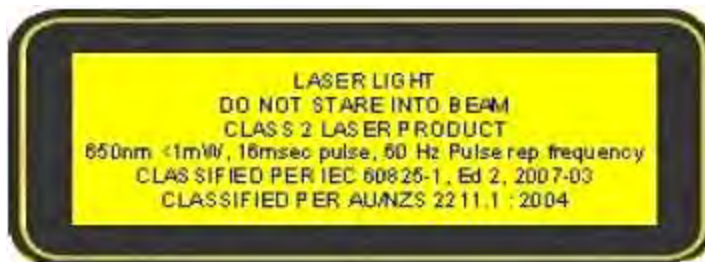 LASER LIGHT
DO NOT STARE INTO BEAM
CLASS 2 LASER PRODUCT
650nm <1mW, 16msec pulse, 60 Hz Pulse rep frequency
CLASSIFIED PER IEC 60825-1, Ed 2, 2007-03
CLASSIFIED PER AU/NZS 2211.1 : 2004